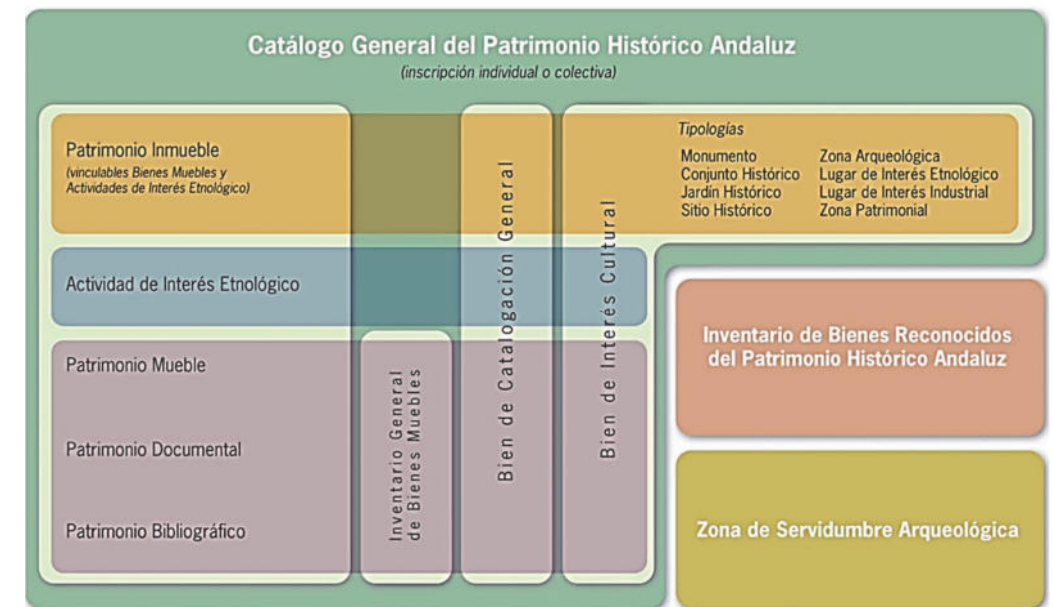 Catálogo General del Patrimonio Histórico Andaluz
(inscripción individual o colectiva)
Patrimonio Inmueble
(vinculables Bienes Muebles y
Actividades de Interés Etnológico)
Actividad de Interés Etnológico
Patrimonio Mueble
Patrimonio Documental
Patrimonio Bibliográfico
Inventario General
de Bienes Muebles
Bien de Catalogación General
Bien de Interés Cultural
Tipologías
Monumento
Conjunto Histórico
Jardín Histórico
Sitio Histórico
Zona Arqueológica
Lugar de Interés Etnológico
Lugar de Interés Industrial
Zona Patrimonial
Inventario de Bienes Reconocidos
del Patrimonio Histórico Andaluz
Zona de Servidumbre Arqueológica